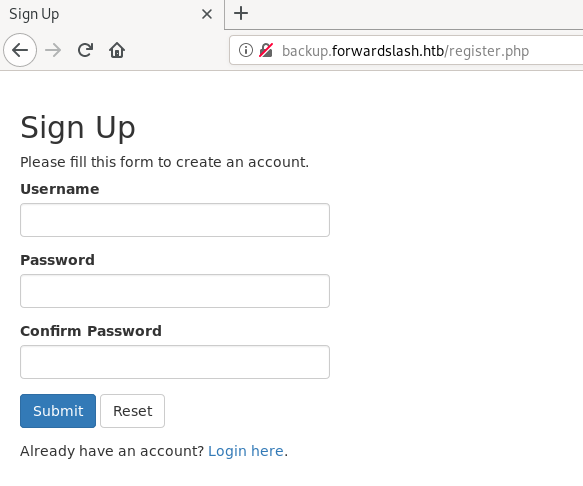 Sign Up
backup.forwardslash.htb/register.php
Sign Up
Please fill this form to create an account.
Username
Password
Confirm Password
Submit Reset
Already have an account? Login here.